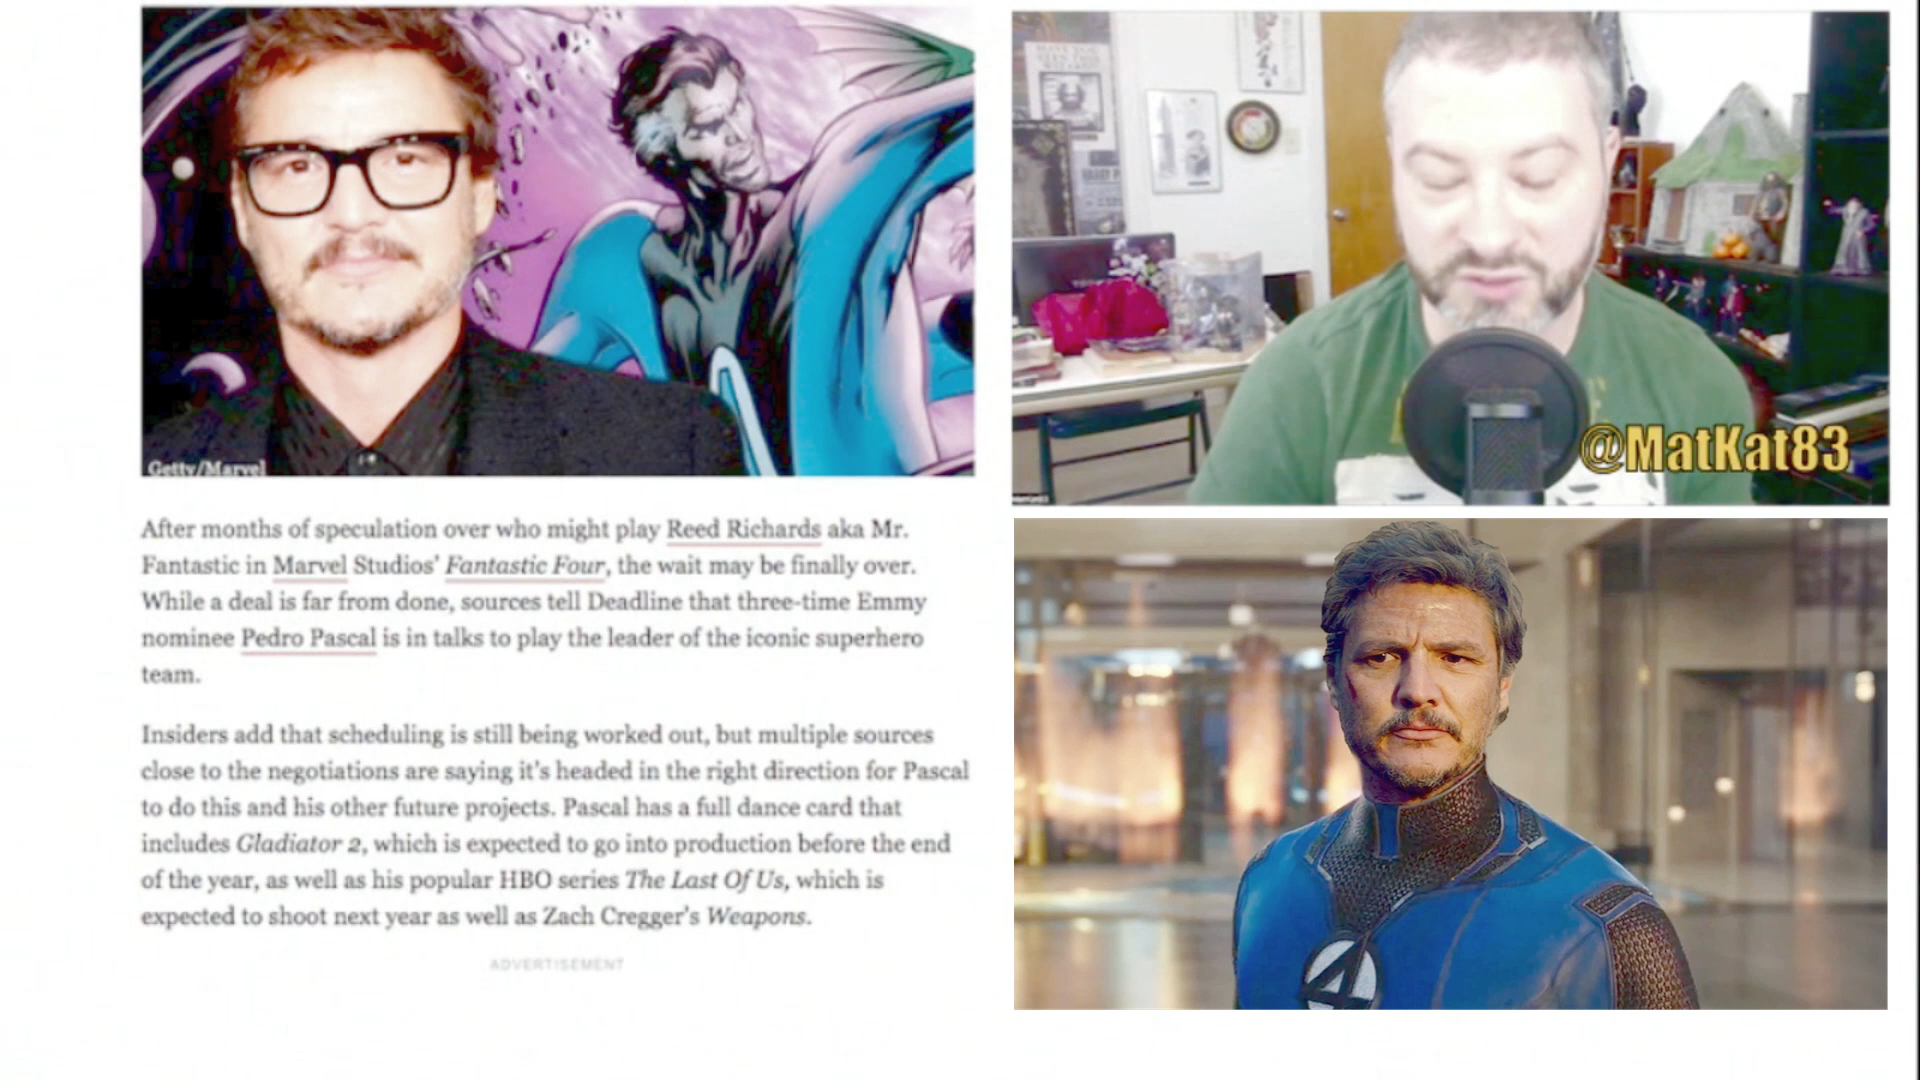 Getty/Marvel
After months of speculation over who might play Reed Richards aka Mr.
Fantastic in Marvel Studios' Fantastic Four, the wait may be finally over.
While a deal is far from done, sources tell Deadline that three-time Emmy
nominee Pedro Pascal is in talks to play the leader of the iconic superhero
team.
Insiders add that scheduling is still being worked out, but multiple sources
close to the negotiations are saying it's headed in the right direction for Pascal
to do this and his other future projects. Pascal has a full dance card that
includes Gladiator 2, which is expected to go into production before the end
of the year, as well as his popular HBO series The Last Of Us, which is
expected to shoot next year as well as Zach Cregger's Weapons.
ADVERTISEMENT
@MatKat83
4